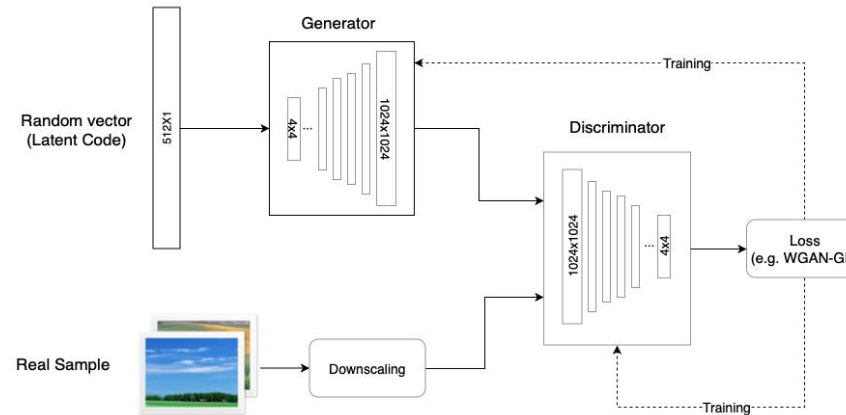 Generator
Training
Random vector
(Latent Code)
512X1
4x4
...
1024x1024
Discriminator
1024x1024
...
4x4
Loss
(e.g. WGAN-G
Real Sample
Downscaling
Training